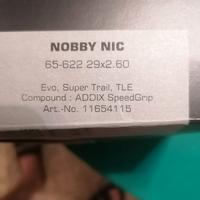 NOBBY NIC
65-622 29x2.60
Evo, Super Trail, TLE
Compound : ADDIX SpeedGrip
Art.-No. 11654115